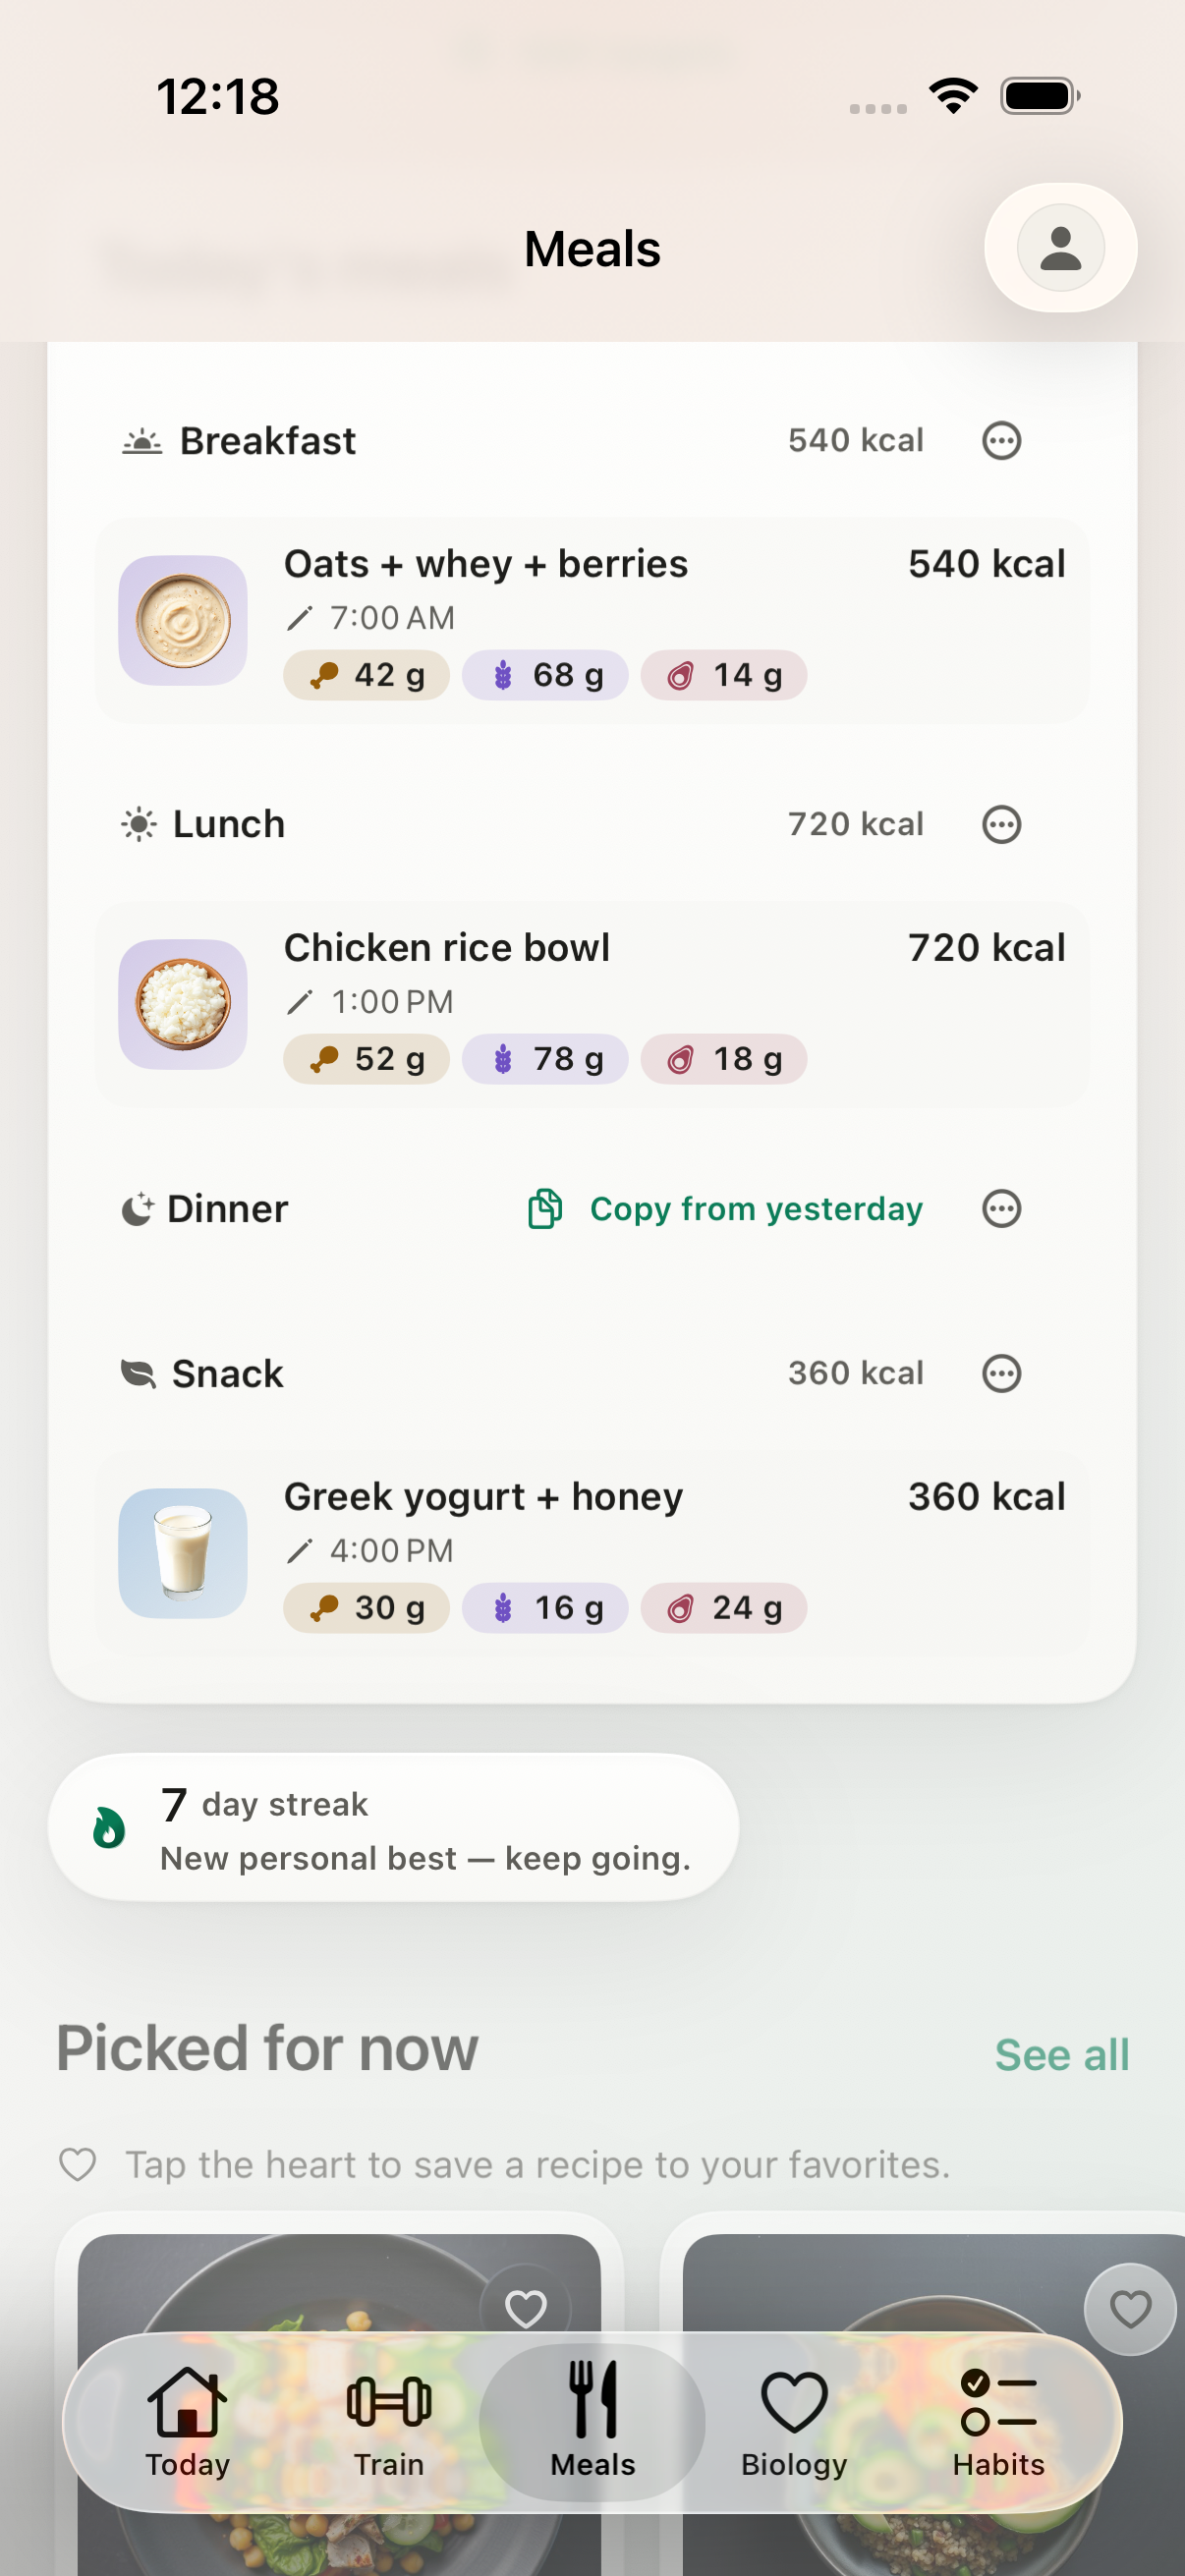 12:18
Meals
Breakfast 540 kcal
Oats + whey + berries 540 kcal
7:00 AM
42 g 68 g 14 g
Lunch 720 kcal
Chicken rice bowl 720 kcal
1:00 PM
52 g 78 g 18 g
Dinner Copy from yesterday
Snack 360 kcal
Greek yogurt + honey 360 kcal
4:00 PM
30 g 16 g 24 g
7 day streak
New personal best — keep going.
Picked for now See all
Tap the heart to save a recipe to your favorites.
Today Train Meals Biology Habits